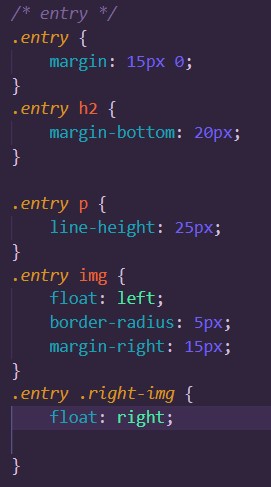 /* entry */
.entry {
    margin: 15px 0;
}
.entry h2 {
    margin-bottom: 20px;
}

.entry p {
    line-height: 25px;
}
.entry img {
    float: left;
    border-radius: 5px;
    margin-right: 15px;
}
.entry .right-img {
    float: right;

}